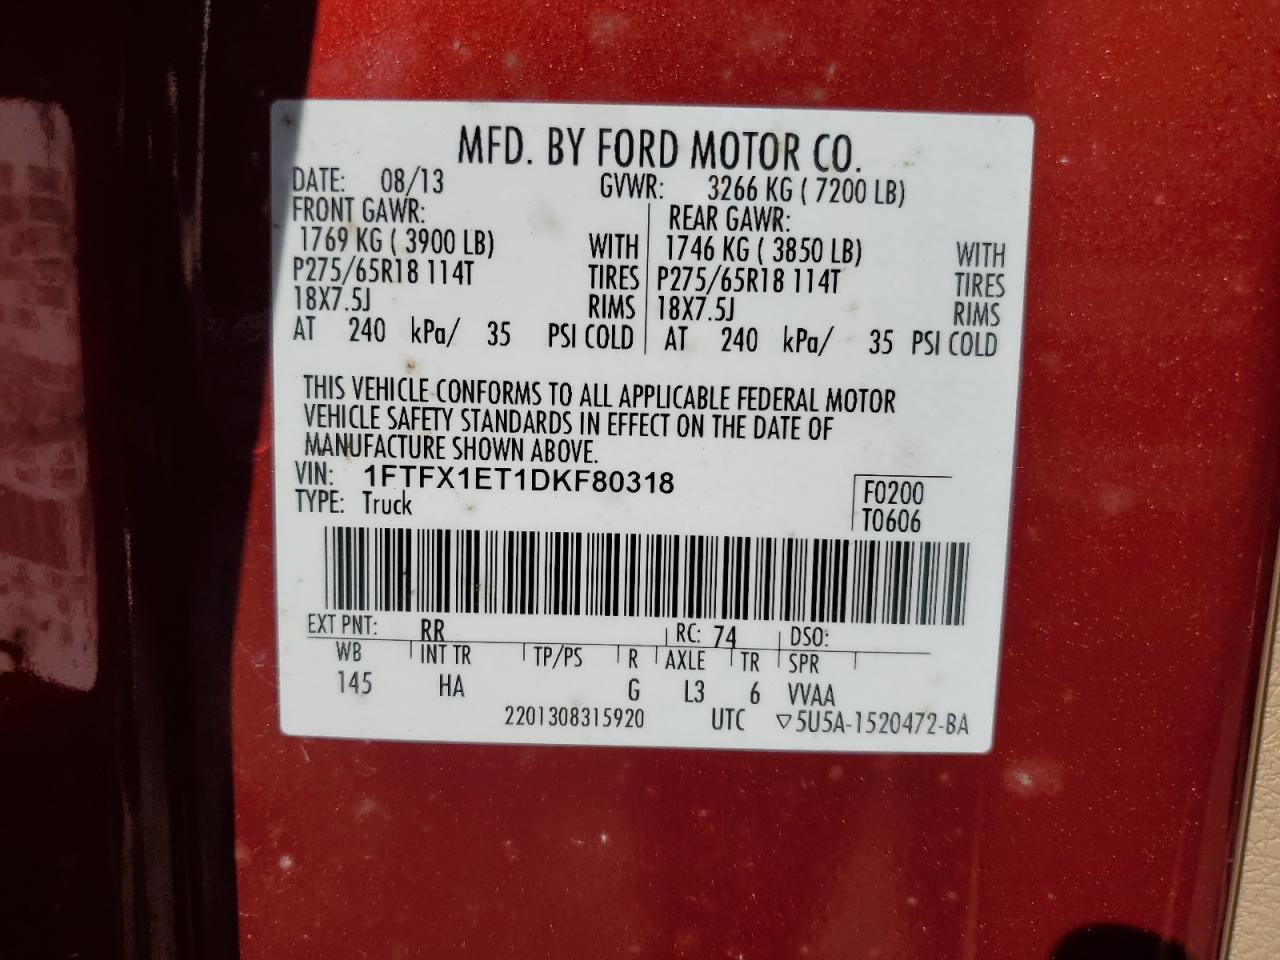 MFD. BY FORD MOTOR CO.
DATE: 08/13 GVWR: 3266 KG ( 7200 LB)
FRONT GAWR: REAR GAWR:
1769 KG ( 3900 LB) WITH 1746 KG ( 3850 LB) WITH
P275/65R18 114T TIRES P275/65R18 114T TIRES
18X7.5J RIMS 18X7.5J RIMS
AT 240 kPa/ 35 PSI COLD AT 240 kPa/ 35 PSI COLD
THIS VEHICLE CONFORMS TO ALL APPLICABLE FEDERAL MOTOR
VEHICLE SAFETY STANDARDS IN EFFECT ON THE DATE OF
MANUFACTURE SHOWN ABOVE.
VIN: 1FTFX1ET1DKF80318 F0200
TYPE: Truck T0606
EXT PNT: RR RC: 74 DSO:
WB INT TR TP/PS R AXLE TR SPR
145 HA G L3 6 VVAA
2201308315920 UTC ▽5U5A-1520472-BA